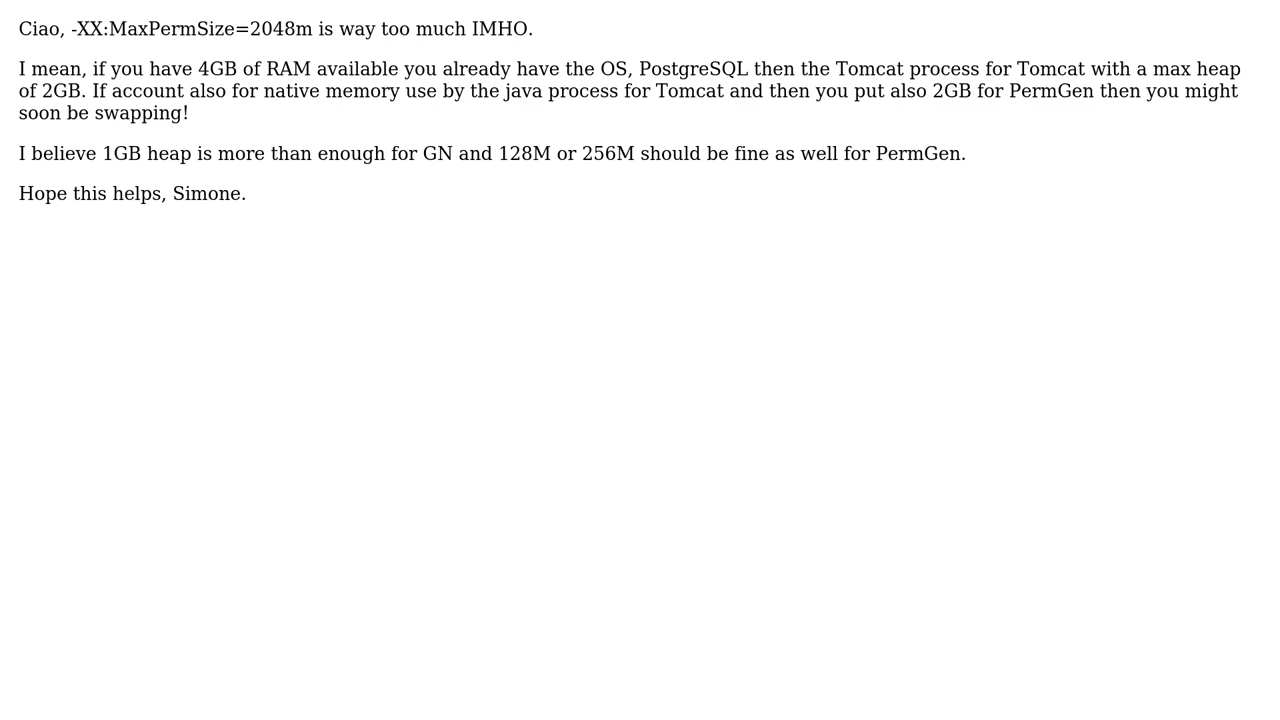 Ciao, -XX:MaxPermSize=2048m is way too much IMHO.
I mean, if you have 4GB of RAM available you already have the OS, PostgreSQL then the Tomcat process for Tomcat with a max heap
of 2GB. If account also for native memory use by the java process for Tomcat and then you put also 2GB for PermGen then you might
soon be swapping!
I believe 1GB heap is more than enough for GN and 128M or 256M should be fine as well for PermGen.
Hope this helps, Simone.